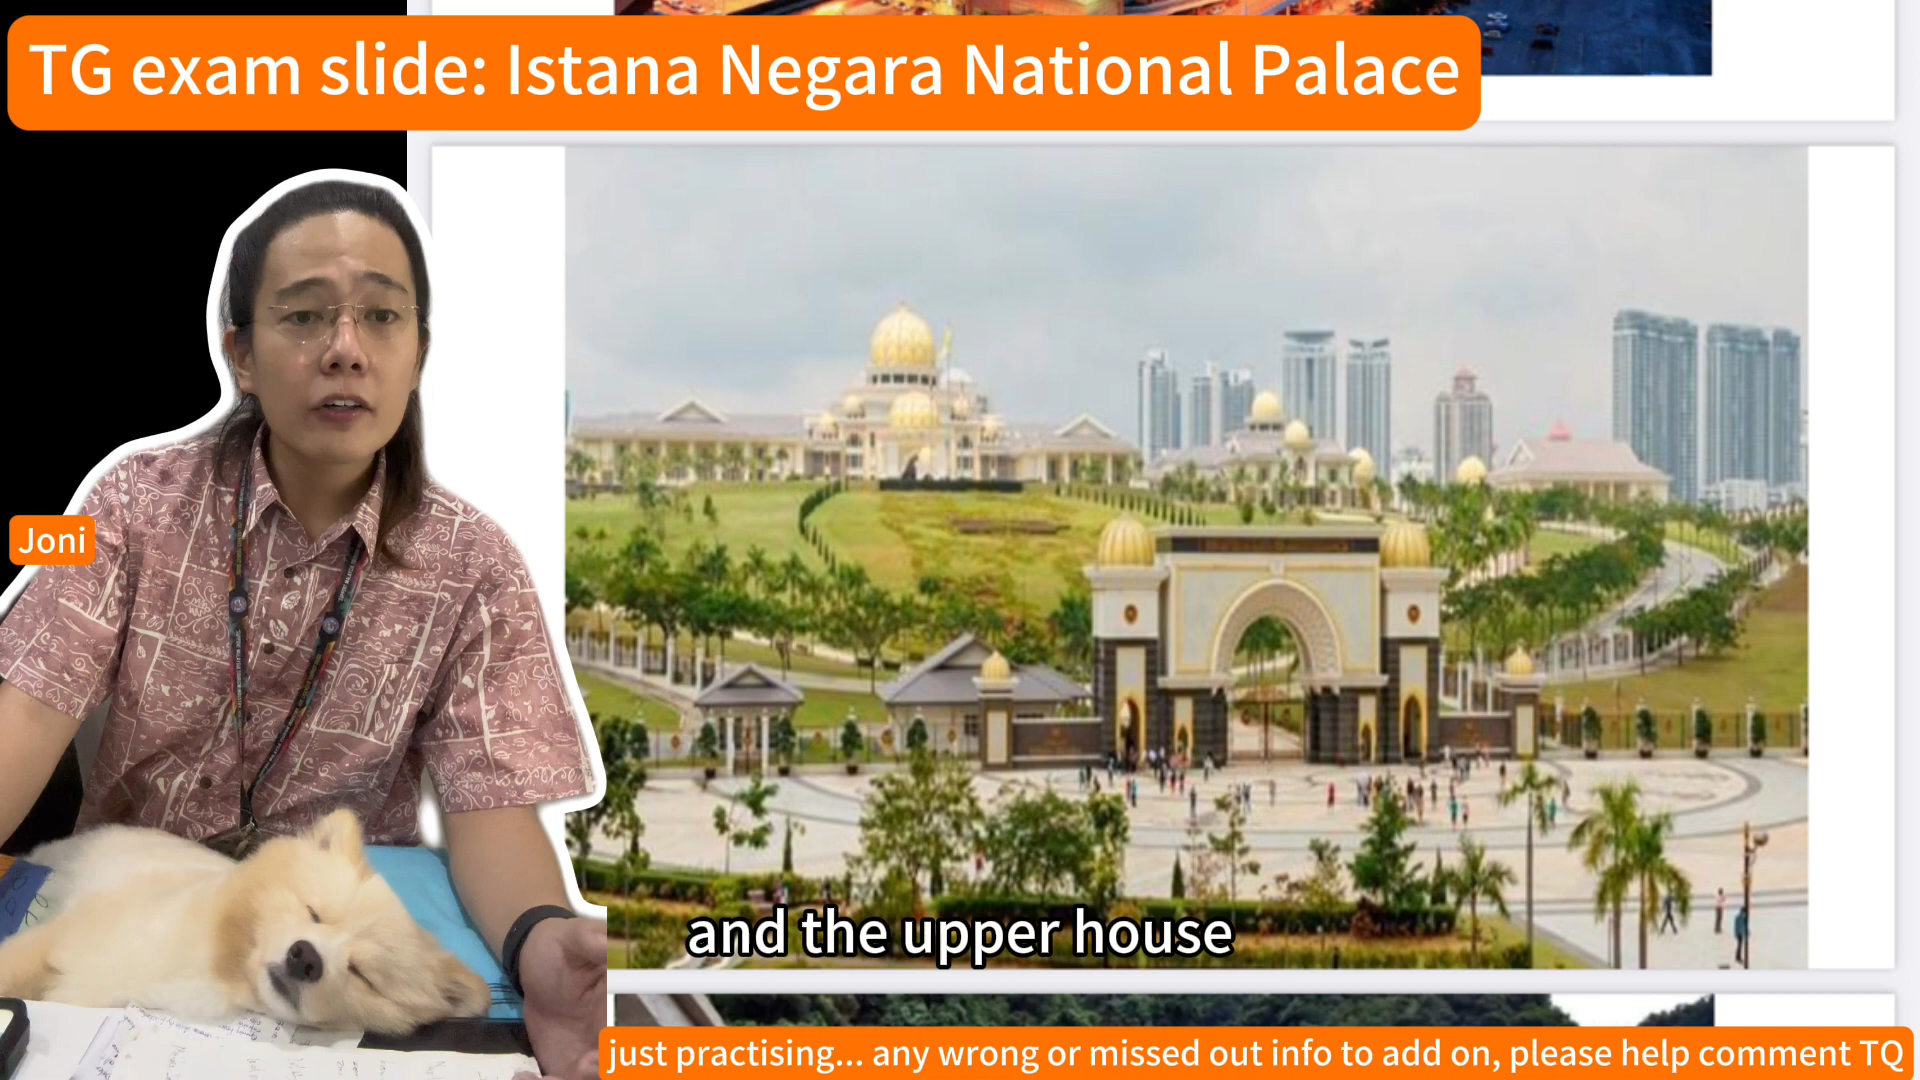 TG exam slide: Istana Negara National Palace
Joni
and the upper house
just practising... any wrong or missed out info to add on, please help comment TQ